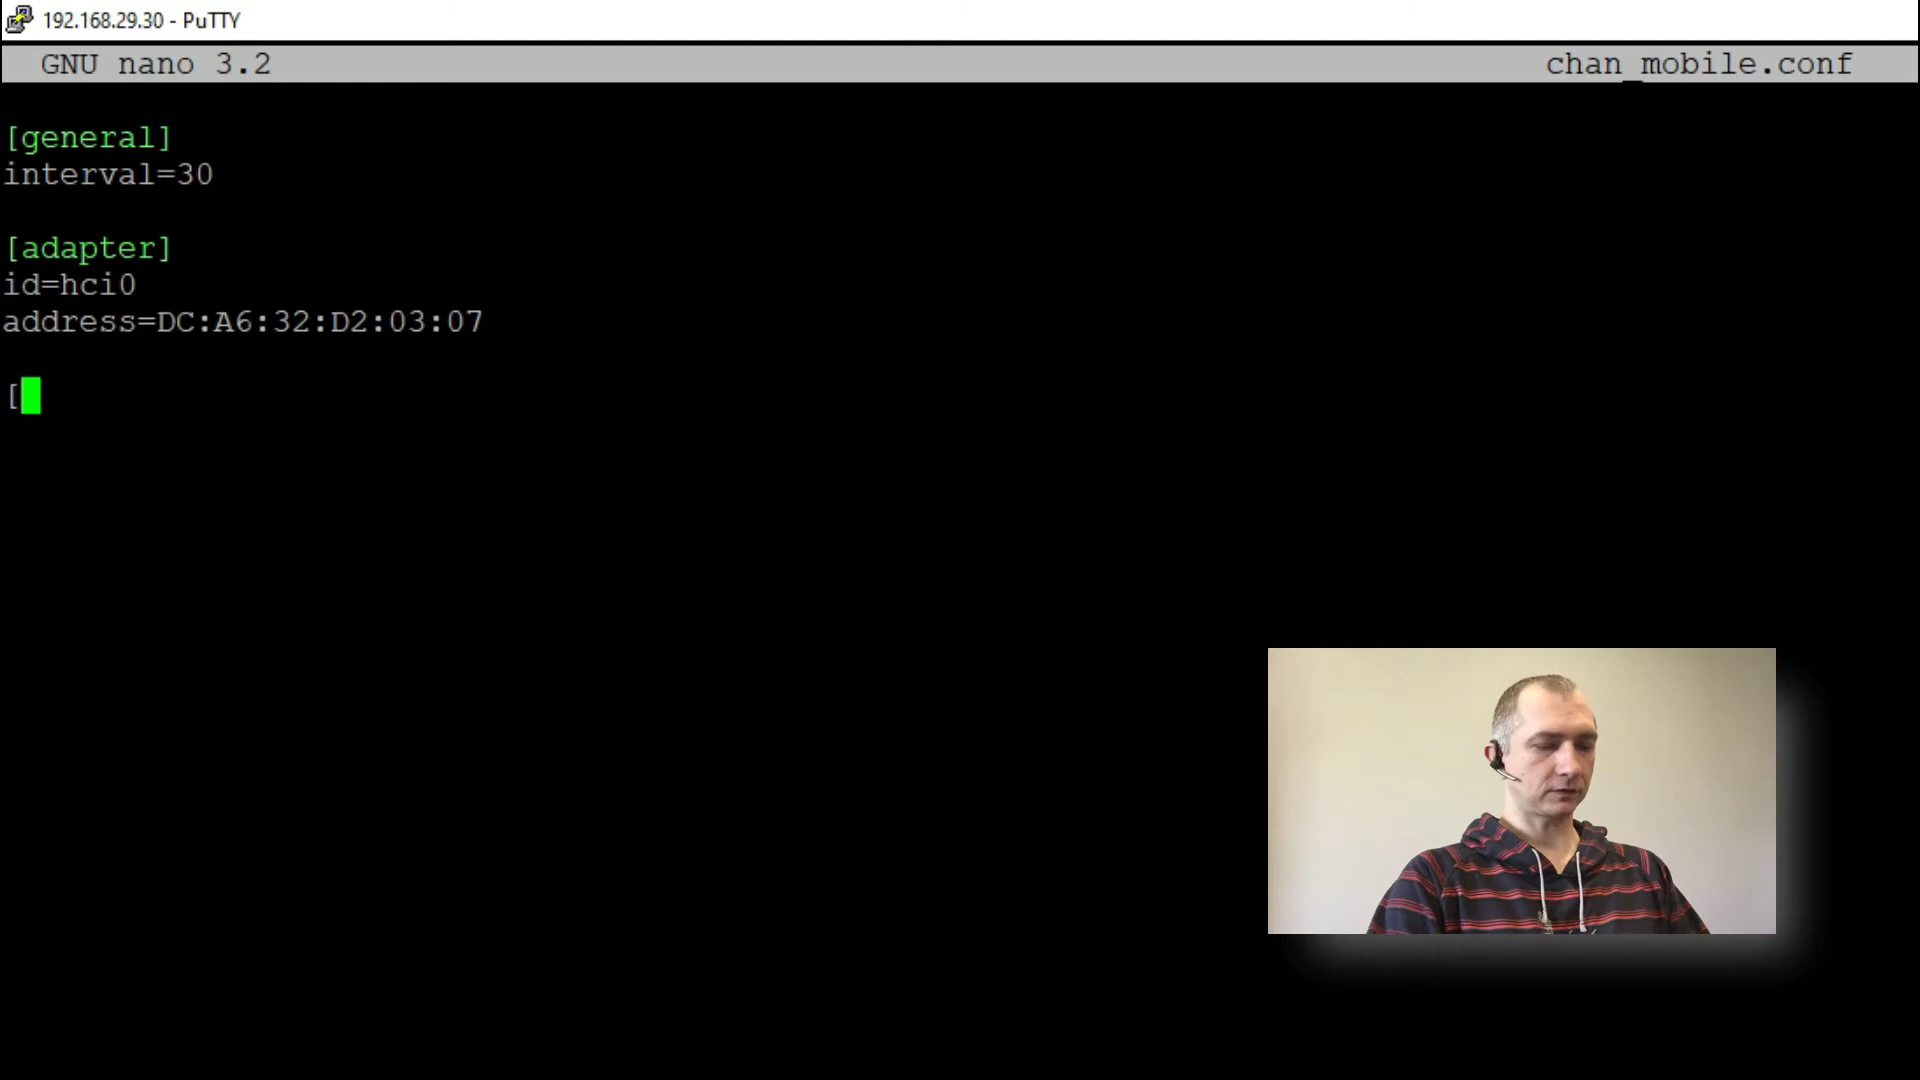 192.168.29.30 - PuTTY
GNU nano 3.2 chan_mobile.conf
[general]
interval=30
[adapter]
id=hci0
address=DC:A6:32:D2:03:07
[